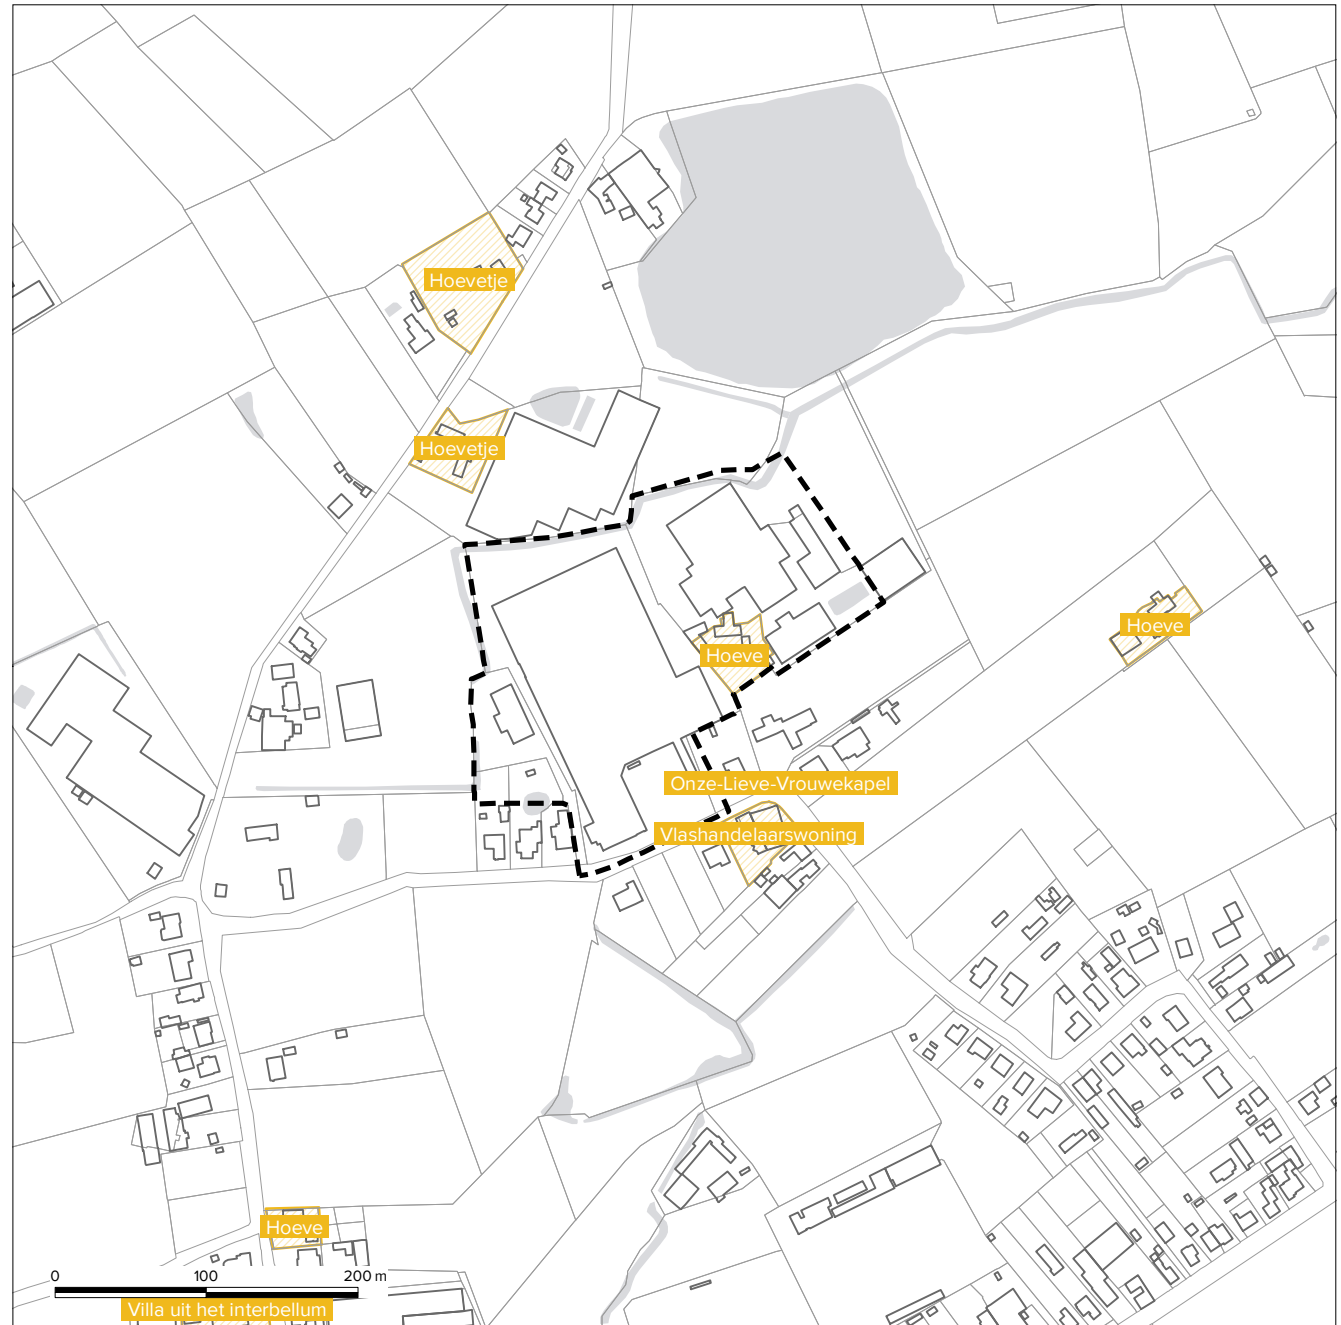 Hoevetje
Hoevetje
Hoeve
Hoeve
Onze-Lieve-Vrouwekapel
Vlashandelaarswoning
Hoeve
0 100 200 m
Villa uit het interbellum